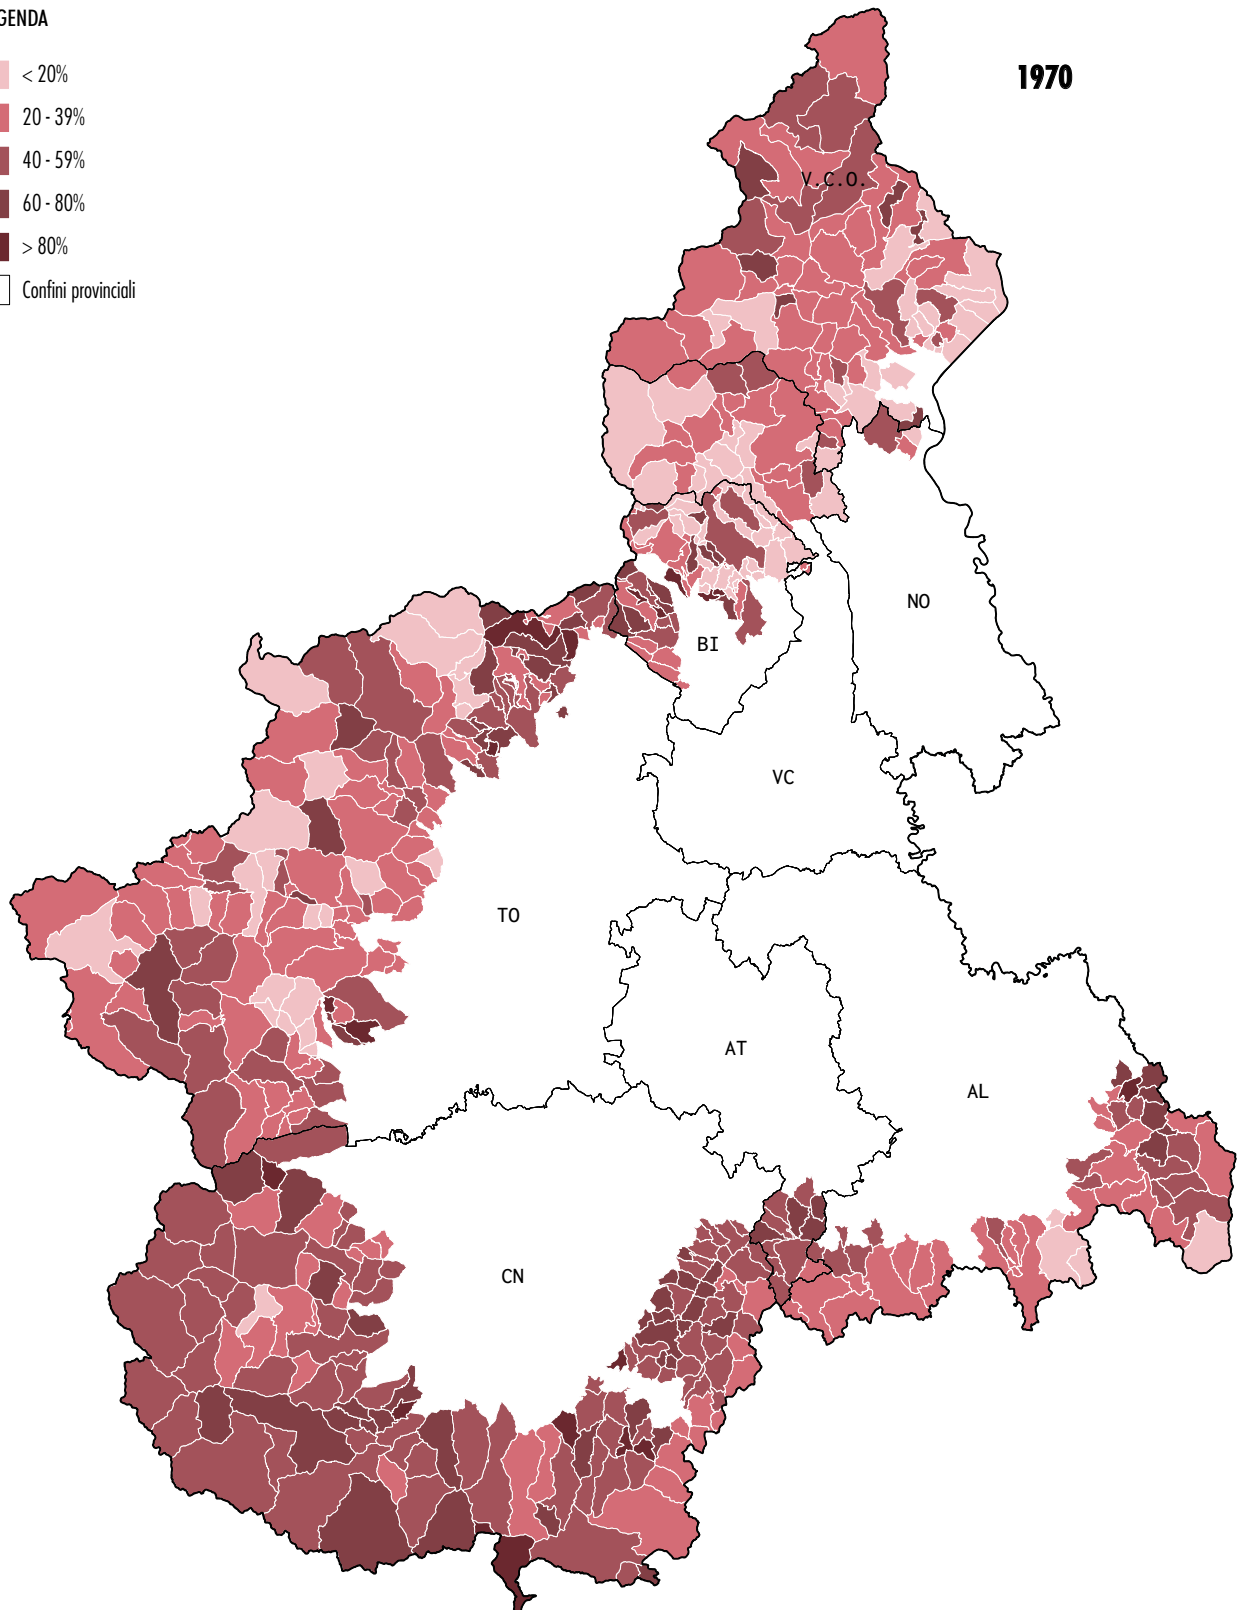 GENDA
< 20%
20 - 39%
40 - 59%
60 - 80%
> 80%
Confini provinciali
1970
V.C.O.
NO
BI
VC
TO
AT
AL
CN